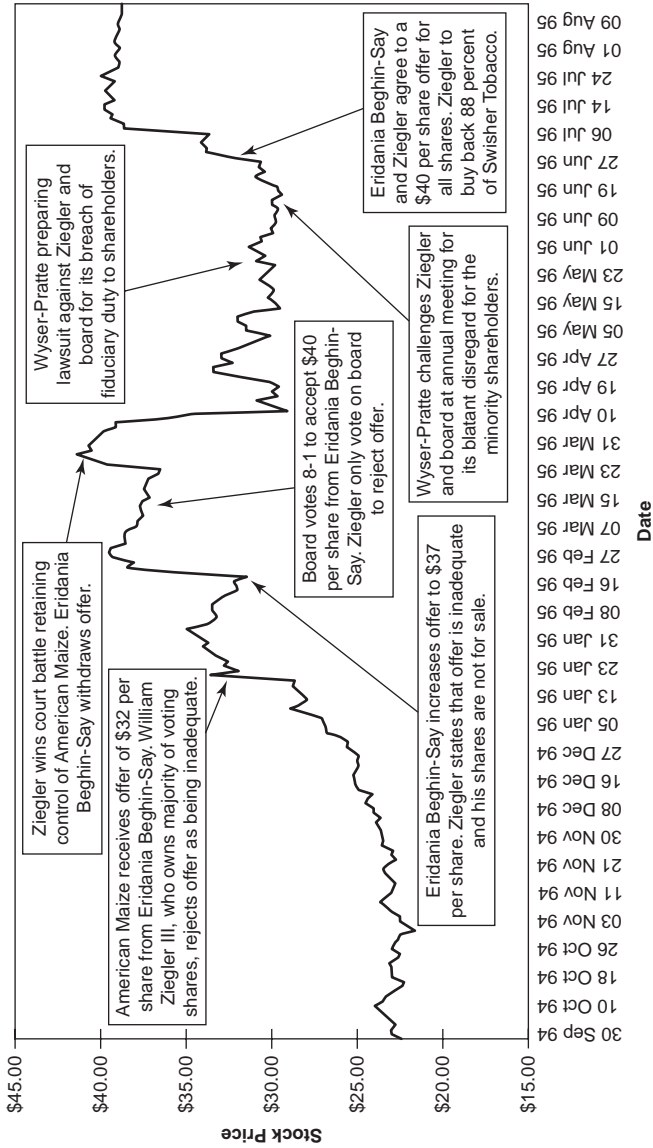 $45.00
$40.00
$35.00
$30.00
$25.00
$20.00
$15.00
Stock Price
Ziegler wins court battle retaining
control of American Maize. Eridania
Beghin-Say withdraws offer.
American Maize receives offer of $32 per
share from Eridania Beghin-Say. William
Ziegler III, who owns majority of voting
shares, rejects offer as being inadequate.
Wyser-Pratte preparing
lawsuit against Ziegler and
board for its breach of
fiduciary duty to shareholders.
Board votes 8-1 to accept $40
per share from Eridania Beghin-
Say. Ziegler only vote on board
to reject offer.
Eridania Beghin-Say increases offer to $37
per share. Ziegler states that offer is inadequate
and his shares are not for sale.
Wyser-Pratte challenges Ziegler
and board at annual meeting for
its blatant disregard for the
minority shareholders.
Eridania Beghin-Say
and Ziegler agree to a
$40 per share offer for
all shares. Ziegler to
buy back 88 percent
of Swisher Tobacco.
30 Sep 94
10 Oct 94
18 Oct 94
26 Oct 94
03 Nov 94
11 Nov 94
21 Nov 94
30 Nov 94
08 Dec 94
16 Dec 94
27 Dec 94
05 Jan 95
13 Jan 95
23 Jan 95
31 Jan 95
08 Feb 95
16 Feb 95
27 Feb 95
07 Mar 95
15 Mar 95
23 Mar 95
31 Mar 95
10 Apr 95
19 Apr 95
27 Apr 95
05 May 95
15 May 95
23 May 95
01 Jun 95
09 Jun 95
19 Jun 95
27 Jun 95
06 Jul 95
14 Jul 95
24 Jul 95
01 Aug 95
09 Aug 95
Date